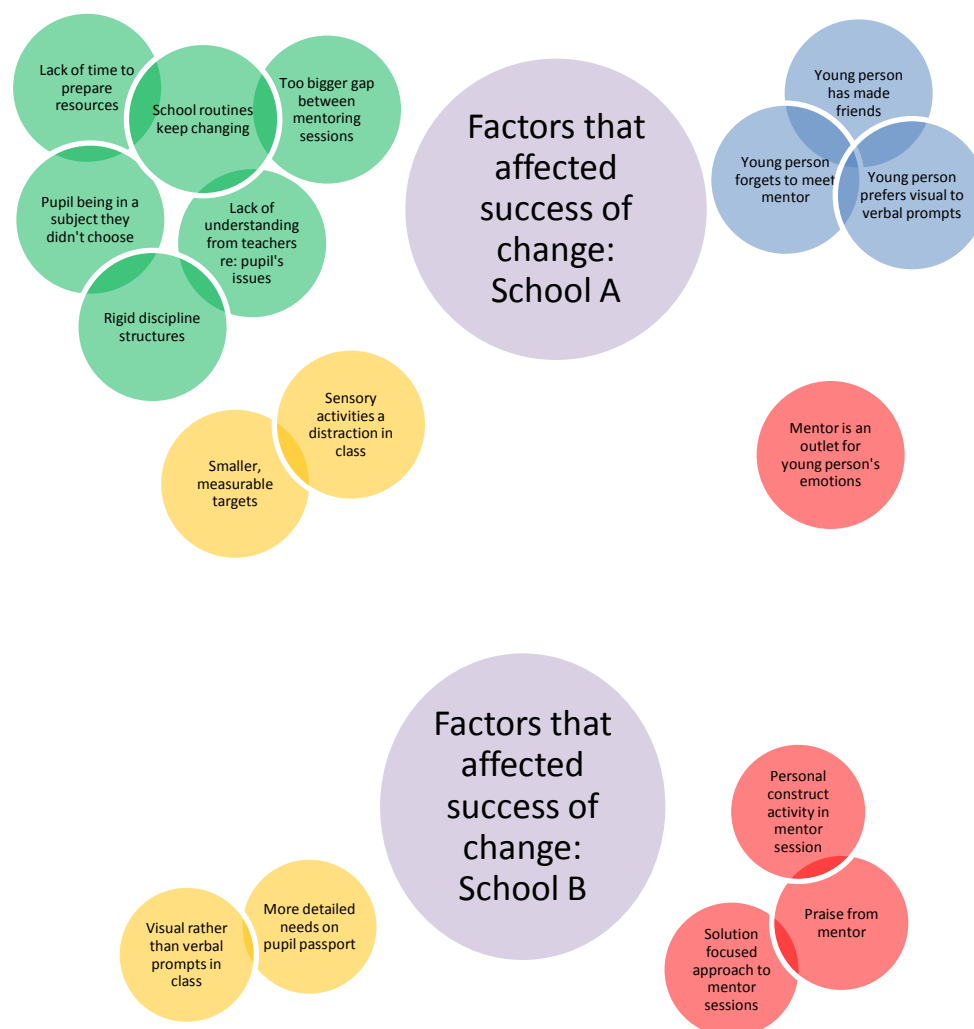 Lack of time to
prepare
resources
School routines
keep changing
Too bigger gap
between
mentoring
sessions
Pupil being in a
subject they
didn't choose
Lack of
understanding
from teachers
re: pupil's
issues
Rigid discipline
structures
Factors that
affected
success of
change:
School A
Young person
has made
friends
Young person
forgets to meet
mentor
Young person
prefers visual to
verbal prompts
Sensory
activities a
distraction in
class
Smaller,
measurable
targets
Mentor is an
outlet for
young person's
emotions
Factors that
affected
success of
change:
School B
Personal
construct
activity in
mentor
session
Praise from
mentor
Solution
focused
approach to
mentor
sessions
More detailed
needs on
pupil passport
Visual rather
than verbal
prompts in
class